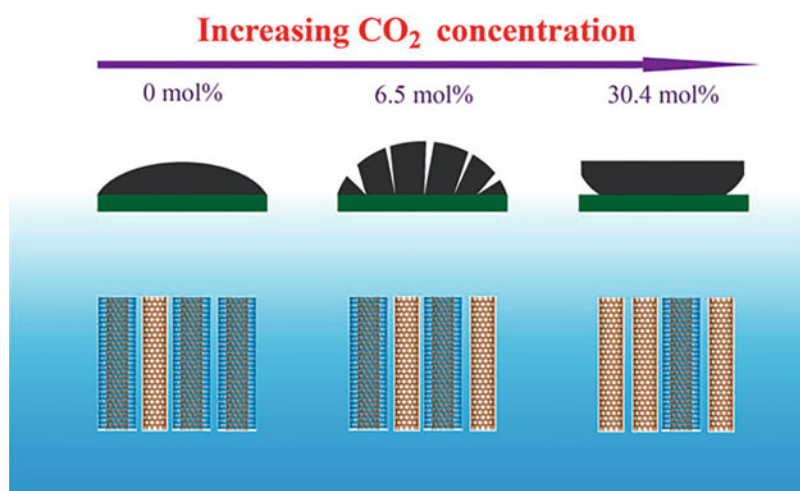 Increasing CO₂ concentration
0 mol%
6.5 mol%
30.4 mol%